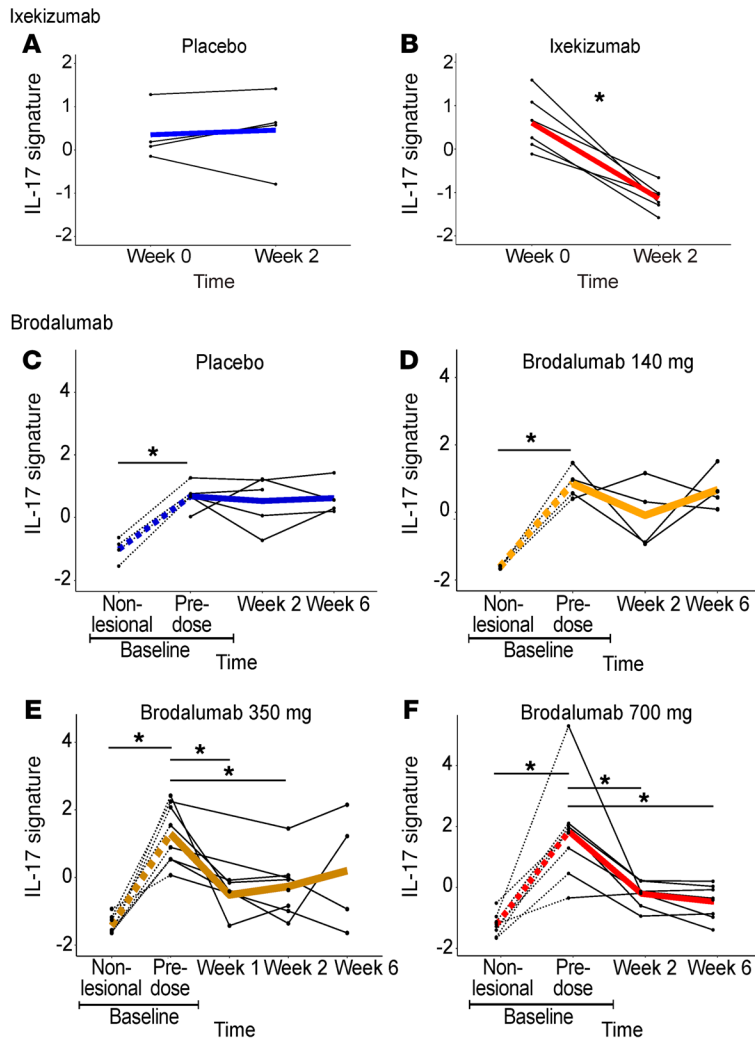 Ixekizumab
A
Placebo
B
Ixekizumab
IL-17 signature
2
1
0
-1
-2
Week 0
Week 2
Time
IL-17 signature
2
1
0
-1
-2
*
Week 0
Week 2
Time
Brodalumab
C
Placebo
IL-17 signature
4
2
0
-2
*
Non-
lesional
Pre-
dose
Week 2
Week 6
Baseline
Time
D
Brodalumab 140 mg
IL-17 signature
4
2
0
-2
*
Non-
lesional
Pre-
dose
Week 2
Week 6
Baseline
Time
E
Brodalumab 350 mg
IL-17 signature
4
2
0
-2
*
*
*
Non-
lesional
Pre-
dose
Week 1
Week 2
Week 6
Baseline
Time
F
Brodalumab 700 mg
IL-17 signature
4
2
0
-2
*
*
*
Non-
lesional
Pre-
dose
Week 2
Week 6
Baseline
Time